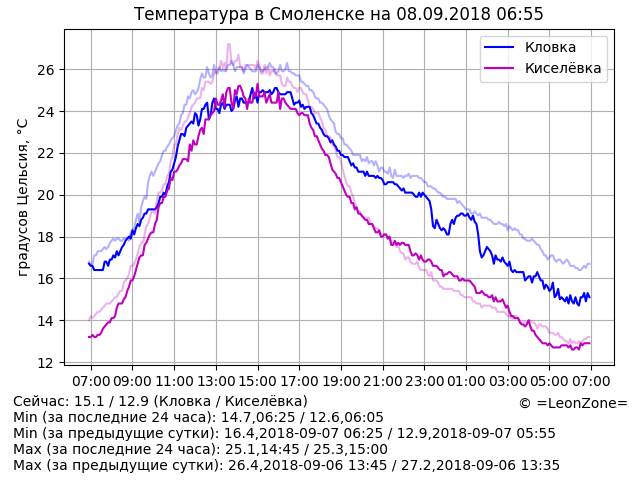 Температура в Смоленске на 08.09.2018 06:55
Кловка
Киселёвка
градусов Цельсия, °C
26
24
22
20
18
16
14
12
07:00 09:00 11:00 13:00 15:00 17:00 19:00 21:00 23:00 01:00 03:00 05:00 07:00
Сейчас: 15.1 / 12.9 (Кловка / Киселёвка)
© =LeonZone=
Min (за последние 24 часа): 14.7,06:25 / 12.6,06:05
Min (за предыдущие сутки): 16.4,2018-09-07 06:25 / 12.9,2018-09-07 05:55
Max (за последние 24 часа): 25.1,14:45 / 25.3,15:00
Max (за предыдущие сутки): 26.4,2018-09-06 13:45 / 27.2,2018-09-06 13:35